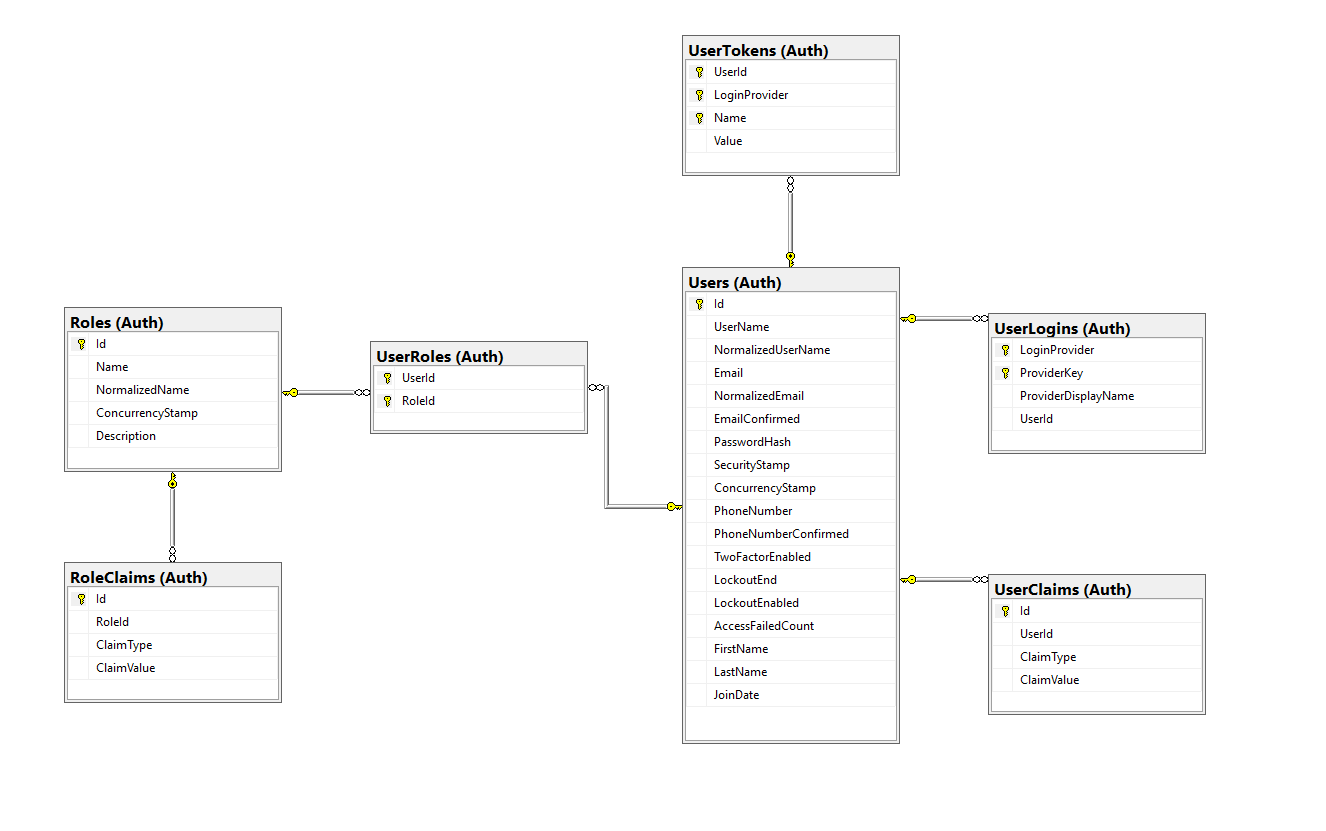 UserTokens (Auth)
UserId
LoginProvider
Name
Value
Users (Auth)
Id
UserName
NormalizedUserName
Email
NormalizedEmail
EmailConfirmed
PasswordHash
SecurityStamp
ConcurrencyStamp
PhoneNumber
PhoneNumberConfirmed
TwoFactorEnabled
LockoutEnd
LockoutEnabled
AccessFailedCount
FirstName
LastName
JoinDate
Roles (Auth)
Id
Name
NormalizedName
ConcurrencyStamp
Description
UserRoles (Auth)
UserId
RoleId
UserLogins (Auth)
LoginProvider
ProviderKey
ProviderDisplayName
UserId
RoleClaims (Auth)
Id
RoleId
ClaimType
ClaimValue
UserClaims (Auth)
Id
UserId
ClaimType
ClaimValue